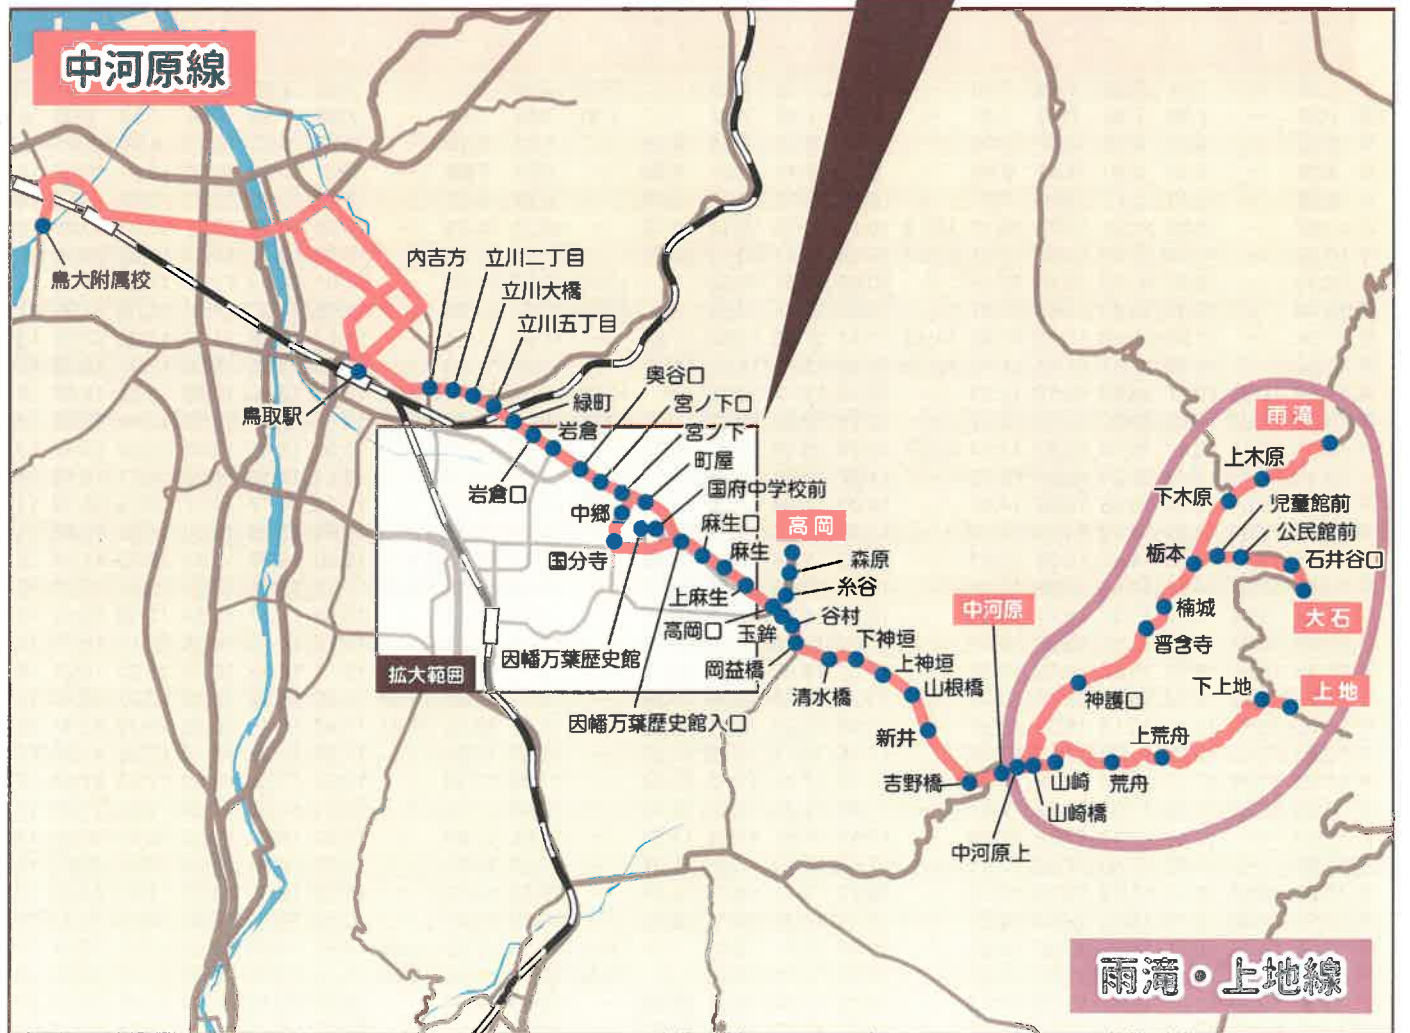 中河原線
鳥大附属校
鳥取駅
内吉方
立川二丁目
立川大橋
立川五丁目
緑町
岩倉口
岩倉
奥谷口
宮ノ下口
宮ノ下
町屋
国府中学校前
中郷
国分寺
因幡万葉歴史館
因幡万葉歴史館入口
麻生口
麻生
上麻生
高岡
森原
糸谷
高岡口
玉鉾
谷村
岡益橋
清水橋
下神垣
上神垣
山根橋
新井
吉野橋
中河原
中河原上
山崎橋
山崎
荒舟
上荒舟
下上地
上地
神護口
晋含寺
楠城
栃本
下木原
上木原
雨滝
児童館前
公民館前
石井谷口
大石
拡大範囲
雨滝・上地線